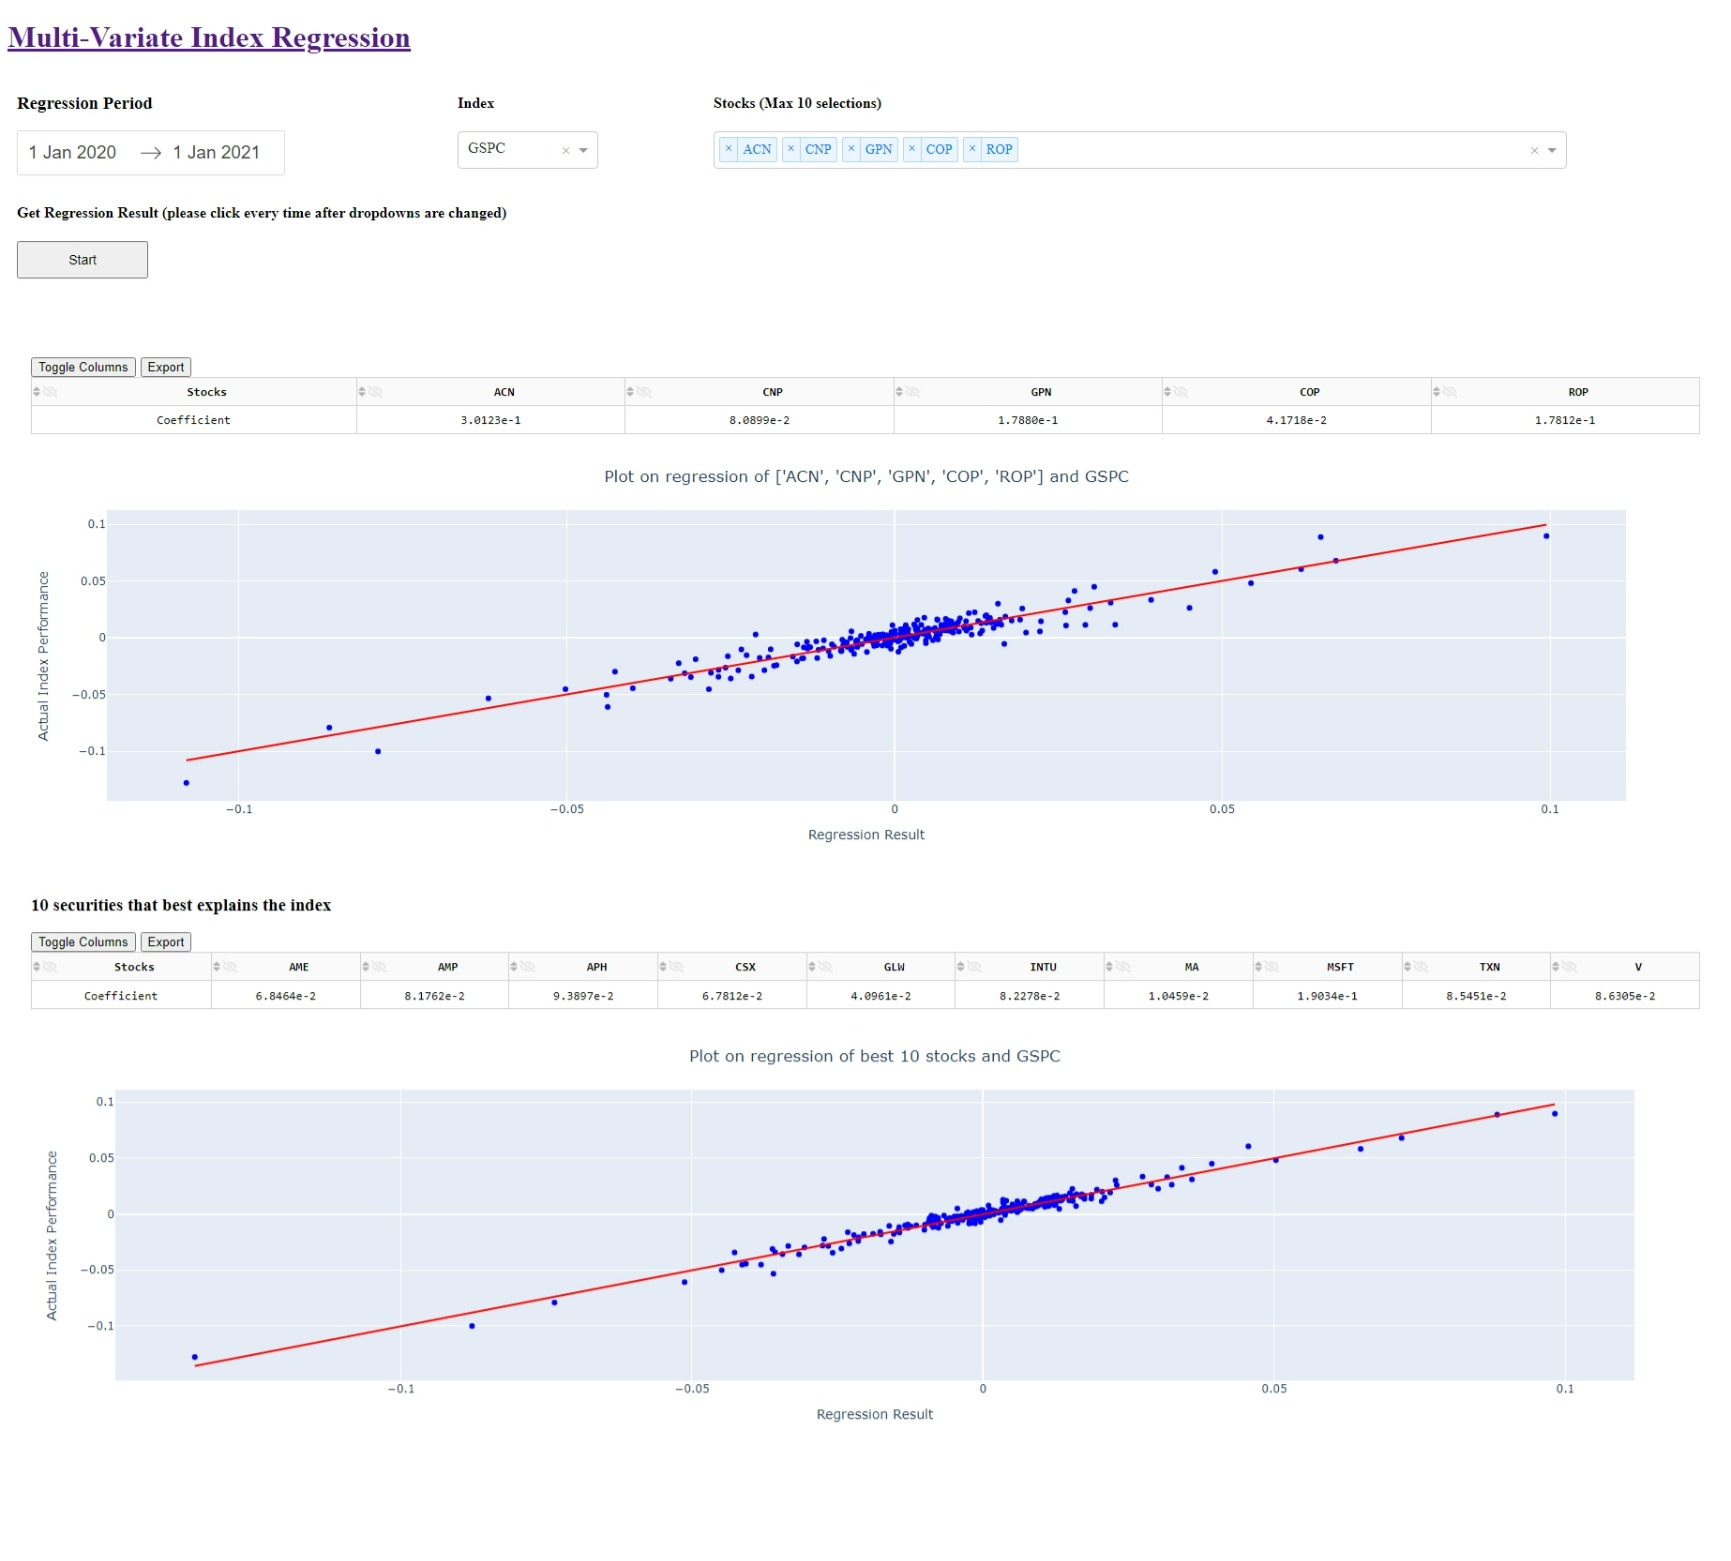 Multi-Variate Index Regression
Regression Period Index Stocks (Max 10 selections)
1 Jan 2020 → 1 Jan 2021 GSPC × × ACN × CNP × GPN × COP × ROP ×
Get Regression Result (please click every time after dropdowns are changed)
Start
Toggle Columns Export
Stocks ACN CNP GPN COP ROP
Coefficient 3.0123e-1 8.0899e-2 1.7880e-1 4.1718e-2 1.7812e-1
Plot on regression of ['ACN', 'CNP', 'GPN', 'COP', 'ROP'] and GSPC
Actual Index Performance
0.1
0.05
0
−0.05
−0.1
−0.1 −0.05 0 0.05 0.1
Regression Result
10 securities that best explains the index
Toggle Columns Export
Stocks AME AMP APH CSX GLW INTU MA MSFT TXN V
Coefficient 6.8464e-2 8.1762e-2 9.3897e-2 6.7812e-2 4.0961e-2 8.2278e-2 1.0459e-2 1.9034e-1 8.5451e-2 8.6305e-2
Plot on regression of best 10 stocks and GSPC
Actual Index Performance
0.1
0.05
0
−0.05
−0.1
−0.1 −0.05 0 0.05 0.1
Regression Result